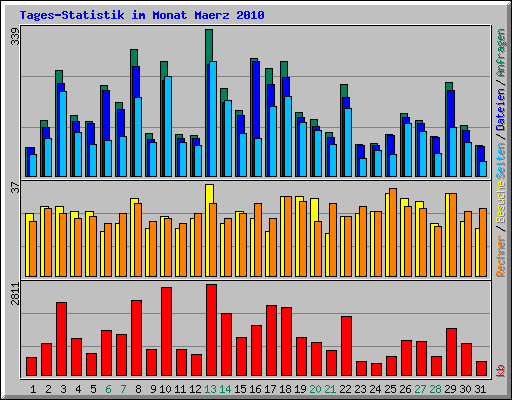 Tages-Statistik im Monat Maerz 2010
339
37
2811
Rechner / Besuche Seiten / Dateien / Anfragen
kb
1 2 3 4 5 6 7 8 9 10 11 12 13 14 15 16 17 18 19 20 21 22 23 24 25 26 27 28 29 30 31